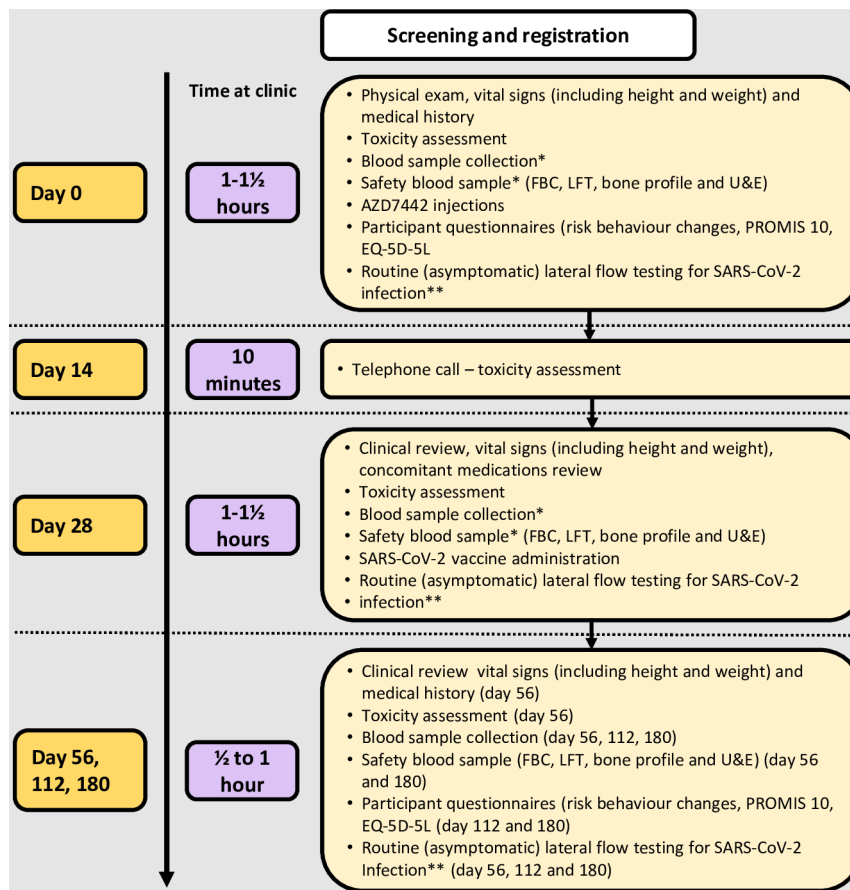 Screening and registration
Time at clinic
Day 0
1-1½
hours
• Physical exam, vital signs (including height and weight) and
medical history
• Toxicity assessment
• Blood sample collection*
• Safety blood sample* (FBC, LFT, bone profile and U&E)
• AZD7442 injections
• Participant questionnaires (risk behaviour changes, PROMIS 10,
EQ-5D-5L
• Routine (asymptomatic) lateral flow testing for SARS-CoV-2
infection**
Day 14
10
minutes
• Telephone call – toxicity assessment
Day 28
1-1½
hours
• Clinical review, vital signs (including height and weight),
concomitant medications review
• Toxicity assessment
• Blood sample collection*
• Safety blood sample* (FBC, LFT, bone profile and U&E)
• SARS-CoV-2 vaccine administration
• Routine (asymptomatic) lateral flow testing for SARS-CoV-2
• infection**
Day 56,
112, 180
½ to 1
hour
• Clinical review  vital signs (including height and weight) and
medical history (day 56)
• Toxicity assessment (day 56)
• Blood sample collection (day 56, 112, 180)
• Safety blood sample (FBC, LFT, bone profile and U&E) (day 56
and 180)
• Participant questionnaires (risk behaviour changes, PROMIS 10,
EQ-5D-5L (day 112 and 180)
• Routine (asymptomatic) lateral flow testing for SARS-CoV-2
Infection** (day 56, 112 and 180)